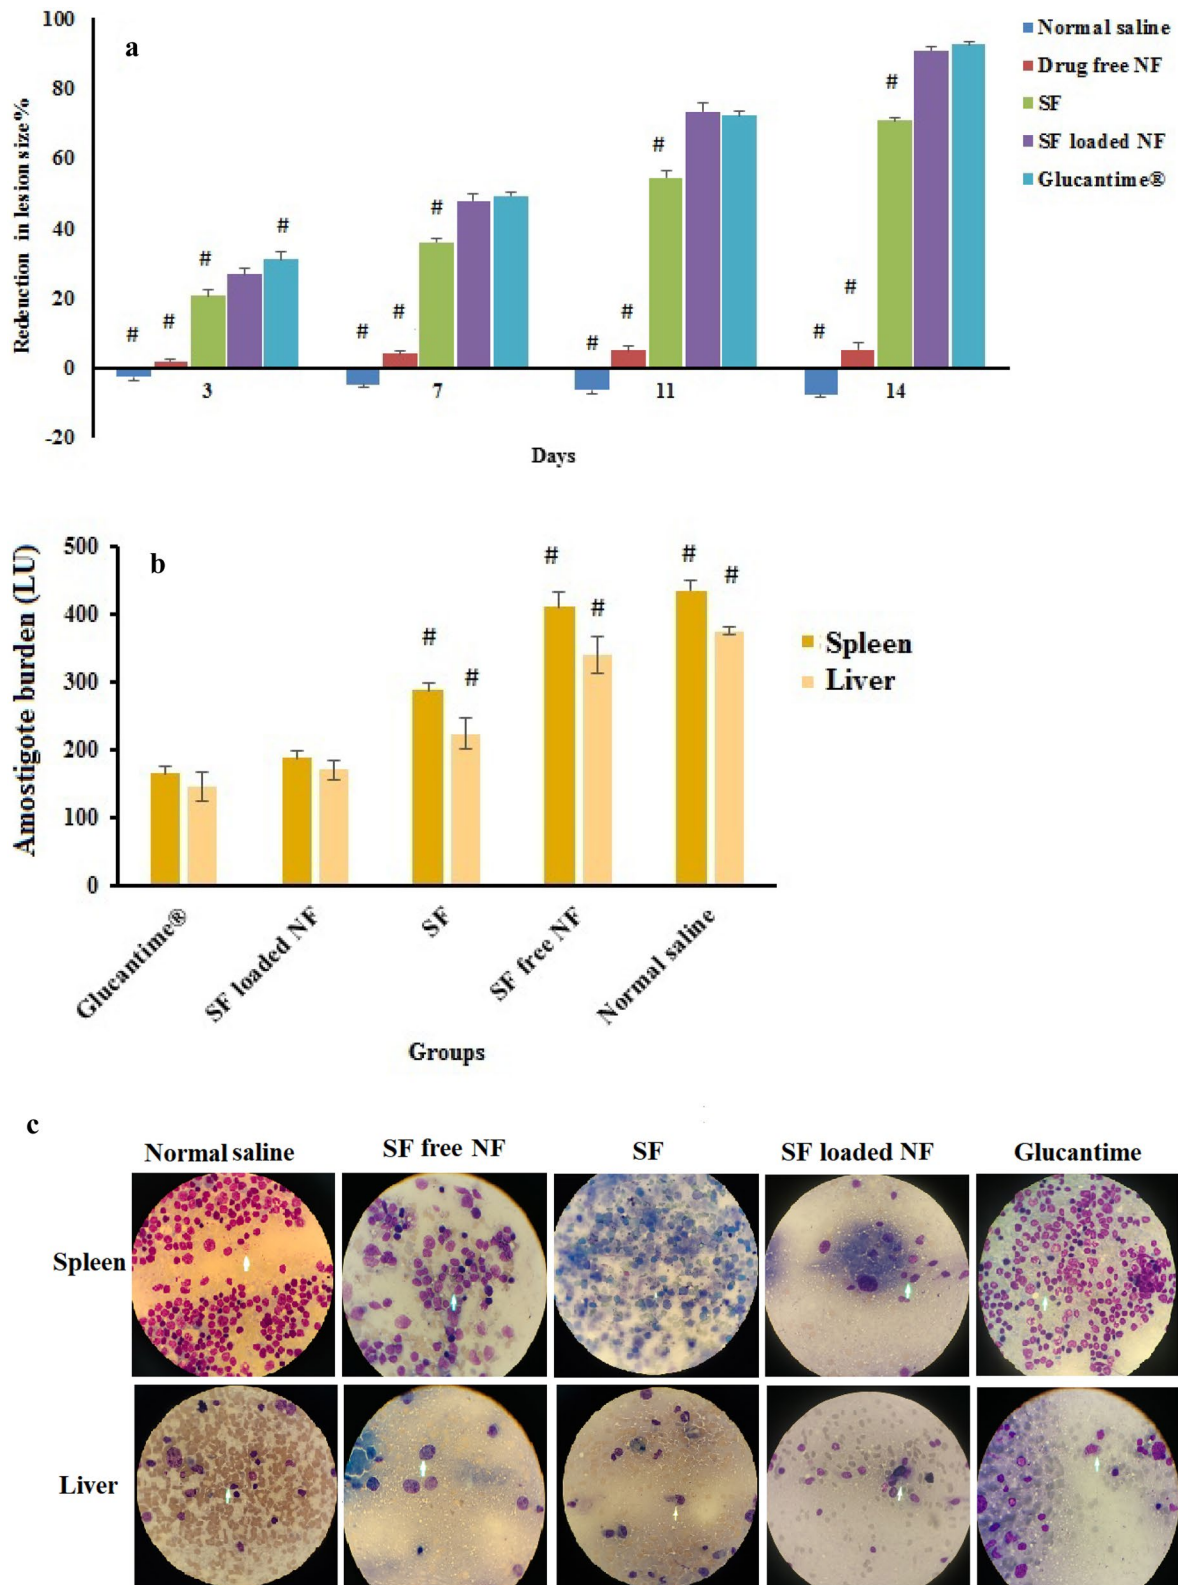 a
100
80
60
40
20
0
-20
Redeuction in lesion size%
# # # #
# # #
# # #
# # #
3 7 11 14
Days
Normal saline
Drug free NF
SF
SF loaded NF
Glucantime®
b
500
400
300
200
100
0
Amostigote burden (LU)
# #
# #
# #
Spleen
Liver
Glucantime®
SF loaded NF
SF
SF free NF
Normal saline
Groups
c
Normal saline SF free NF SF SF loaded NF Glucantime
Spleen
Liver